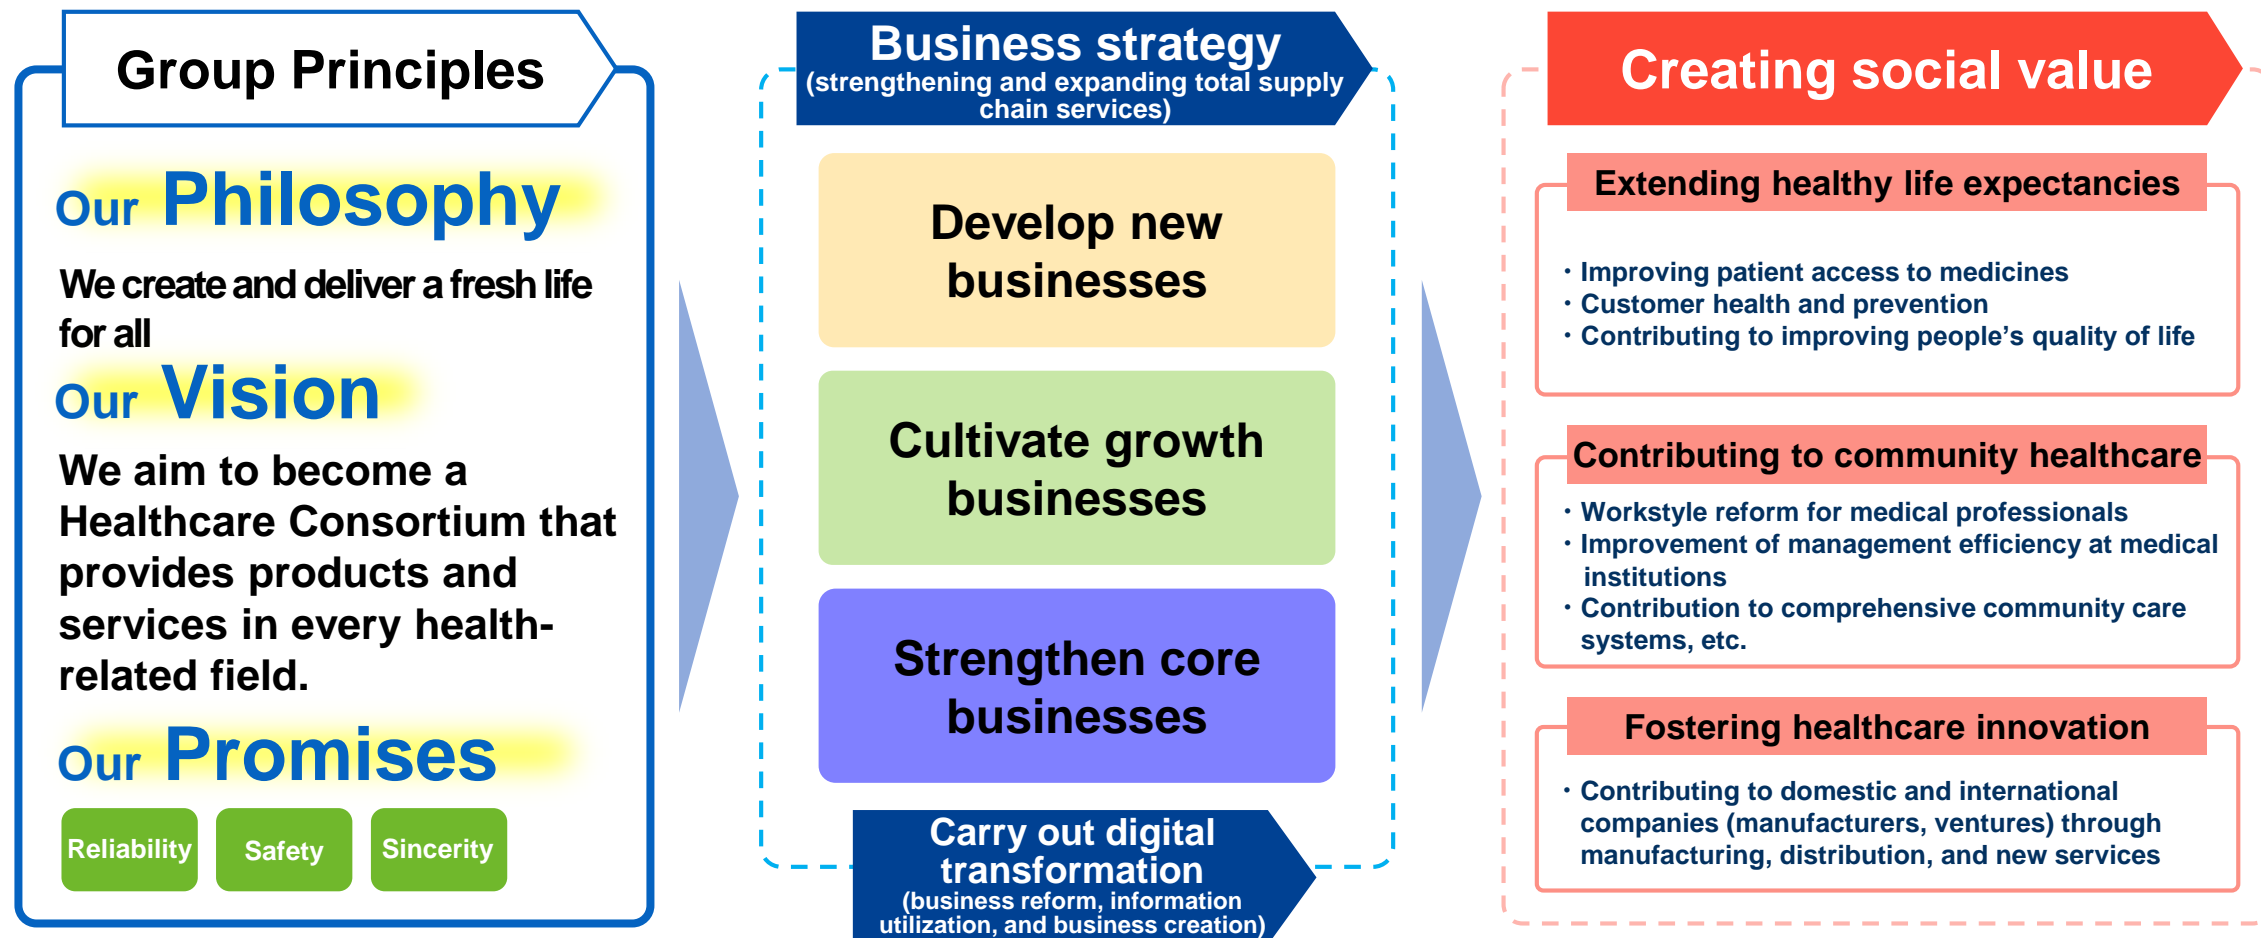 Group Principles
Our Philosophy
We create and deliver a fresh life
for all
Our Vision
We aim to become a
Healthcare Consortium that
provides products and
services in every health-
related field.
Our Promises
Reliability
Safety
Sincerity
Business strategy
(strengthening and expanding total supply
chain services)
Develop new
businesses
Cultivate growth
businesses
Strengthen core
businesses
Carry out digital
transformation
(business reform, information
utilization, and business creation)
Creating social value
Extending healthy life expectancies
・Improving patient access to medicines
・Customer health and prevention
・Contributing to improving people’s quality of life
Contributing to community healthcare
・Workstyle reform for medical professionals
・Improvement of management efficiency at medical
institutions
・Contribution to comprehensive community care
systems, etc.
Fostering healthcare innovation
・Contributing to domestic and international
companies (manufacturers, ventures) through
manufacturing, distribution, and new services